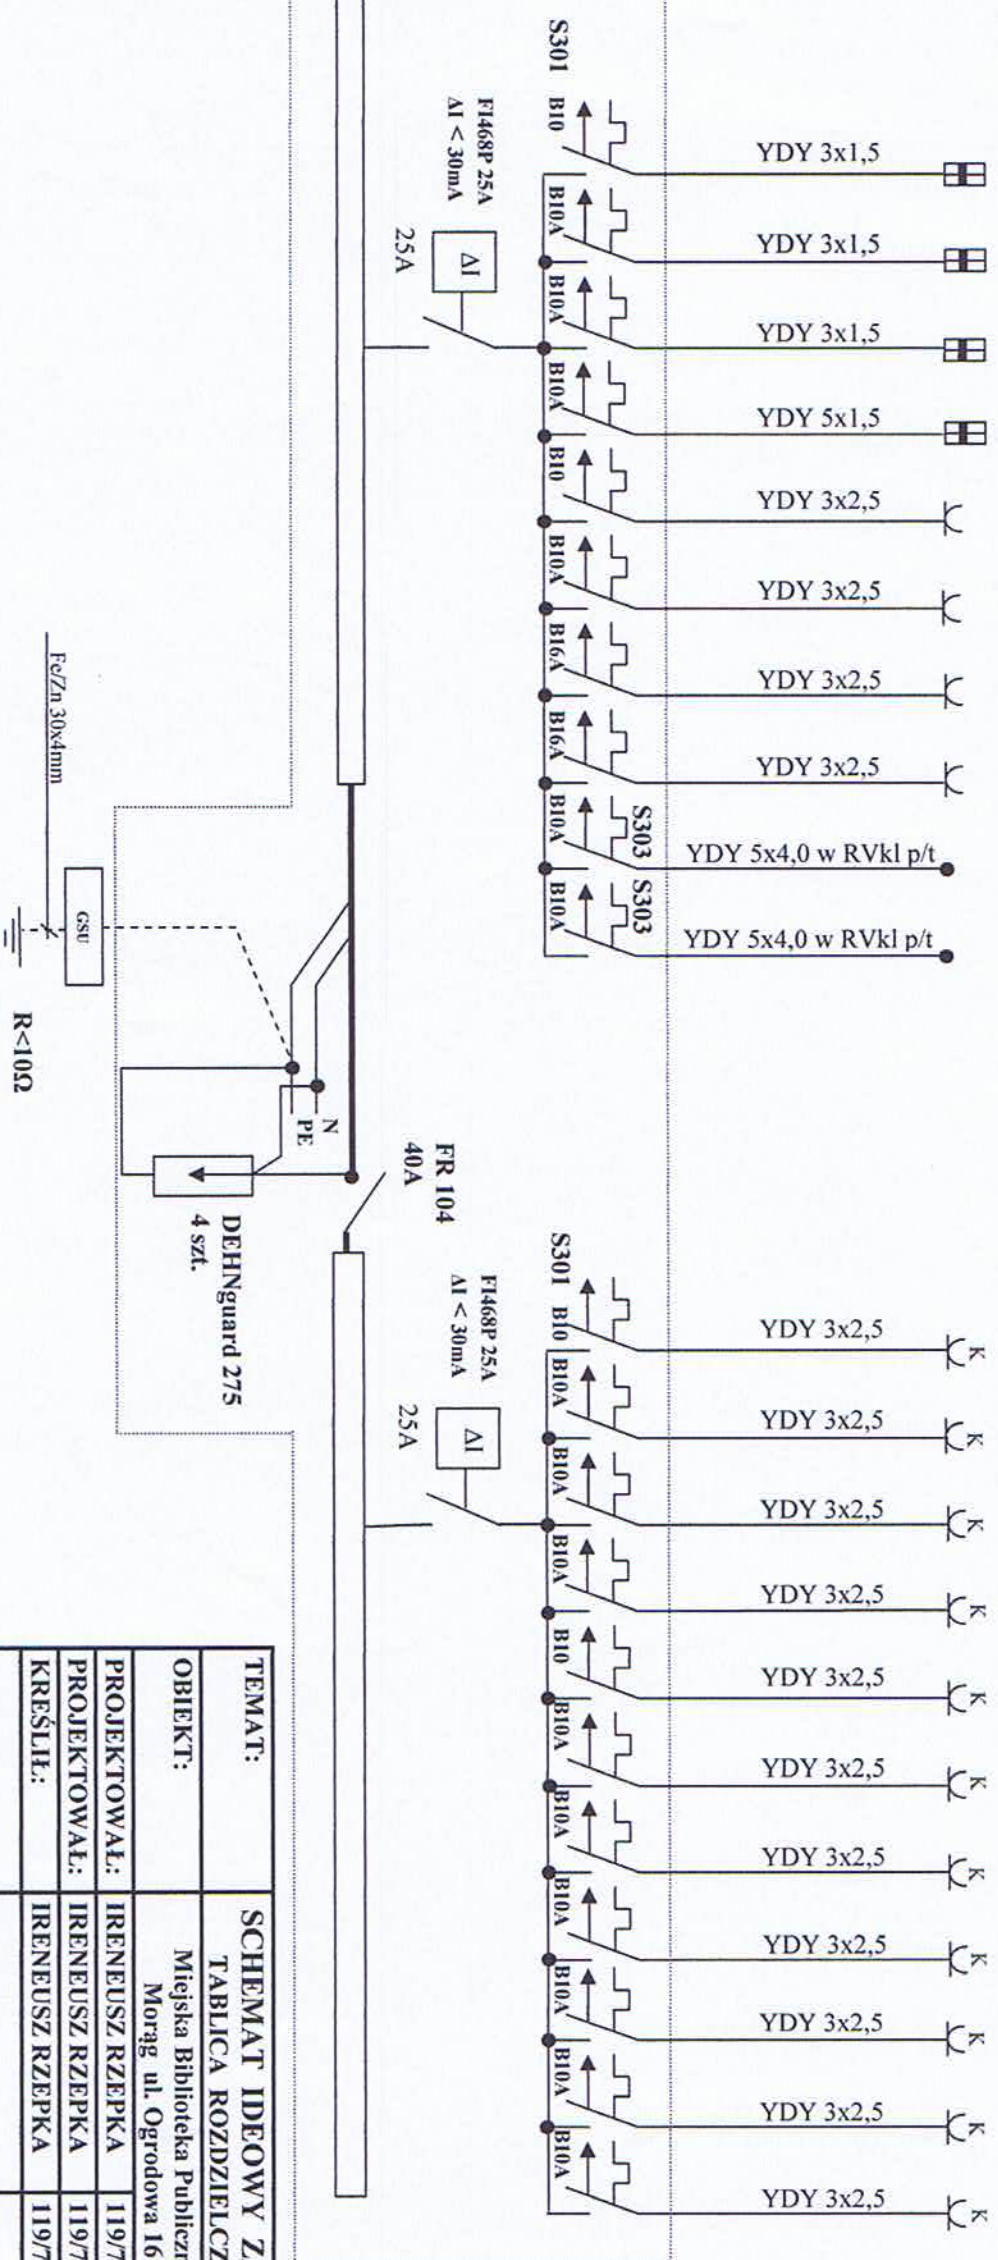 S301
B10
B10A
B10A
B10A
B10
B10A
B16A
B16A
B10A
B10A
S303
S303
YDY 3x1,5
YDY 3x1,5
YDY 3x1,5
YDY 5x1,5
YDY 3x2,5
YDY 3x2,5
YDY 3x2,5
YDY 3x2,5
YDY 5x4,0 w RVkl p/t
YDY 5x4,0 w RVkl p/t
FI468P 25A
ΔI < 30mA
ΔI
25A
Fe/Zn 30x4mm
GSU
R<10Ω
N
PE
FR 104
40A
DEHNguard 275
4 szt.
S301
B10
B10A
B10A
B10A
B10
B10A
B10A
B10A
B10A
B10A
B10A
YDY 3x2,5
YDY 3x2,5
YDY 3x2,5
YDY 3x2,5
YDY 3x2,5
YDY 3x2,5
YDY 3x2,5
YDY 3x2,5
YDY 3x2,5
YDY 3x2,5
YDY 3x2,5
K
K
K
K
K
K
K
K
K
K
K
FI468P 25A
ΔI < 30mA
ΔI
25A
TEMAT: SCHEMAT IDEOWY
TABLICA
OBIEKT: Miejska Biblioteka
Morąg ul. Ogrodowa 16
PROJEKTOWAŁ: IRENEUSZ RZEPKA 119/7
PROJEKTOWAŁ: IRENEUSZ RZEPKA 119/7
KREŚLIŁ: IRENEUSZ RZEPKA 119/7